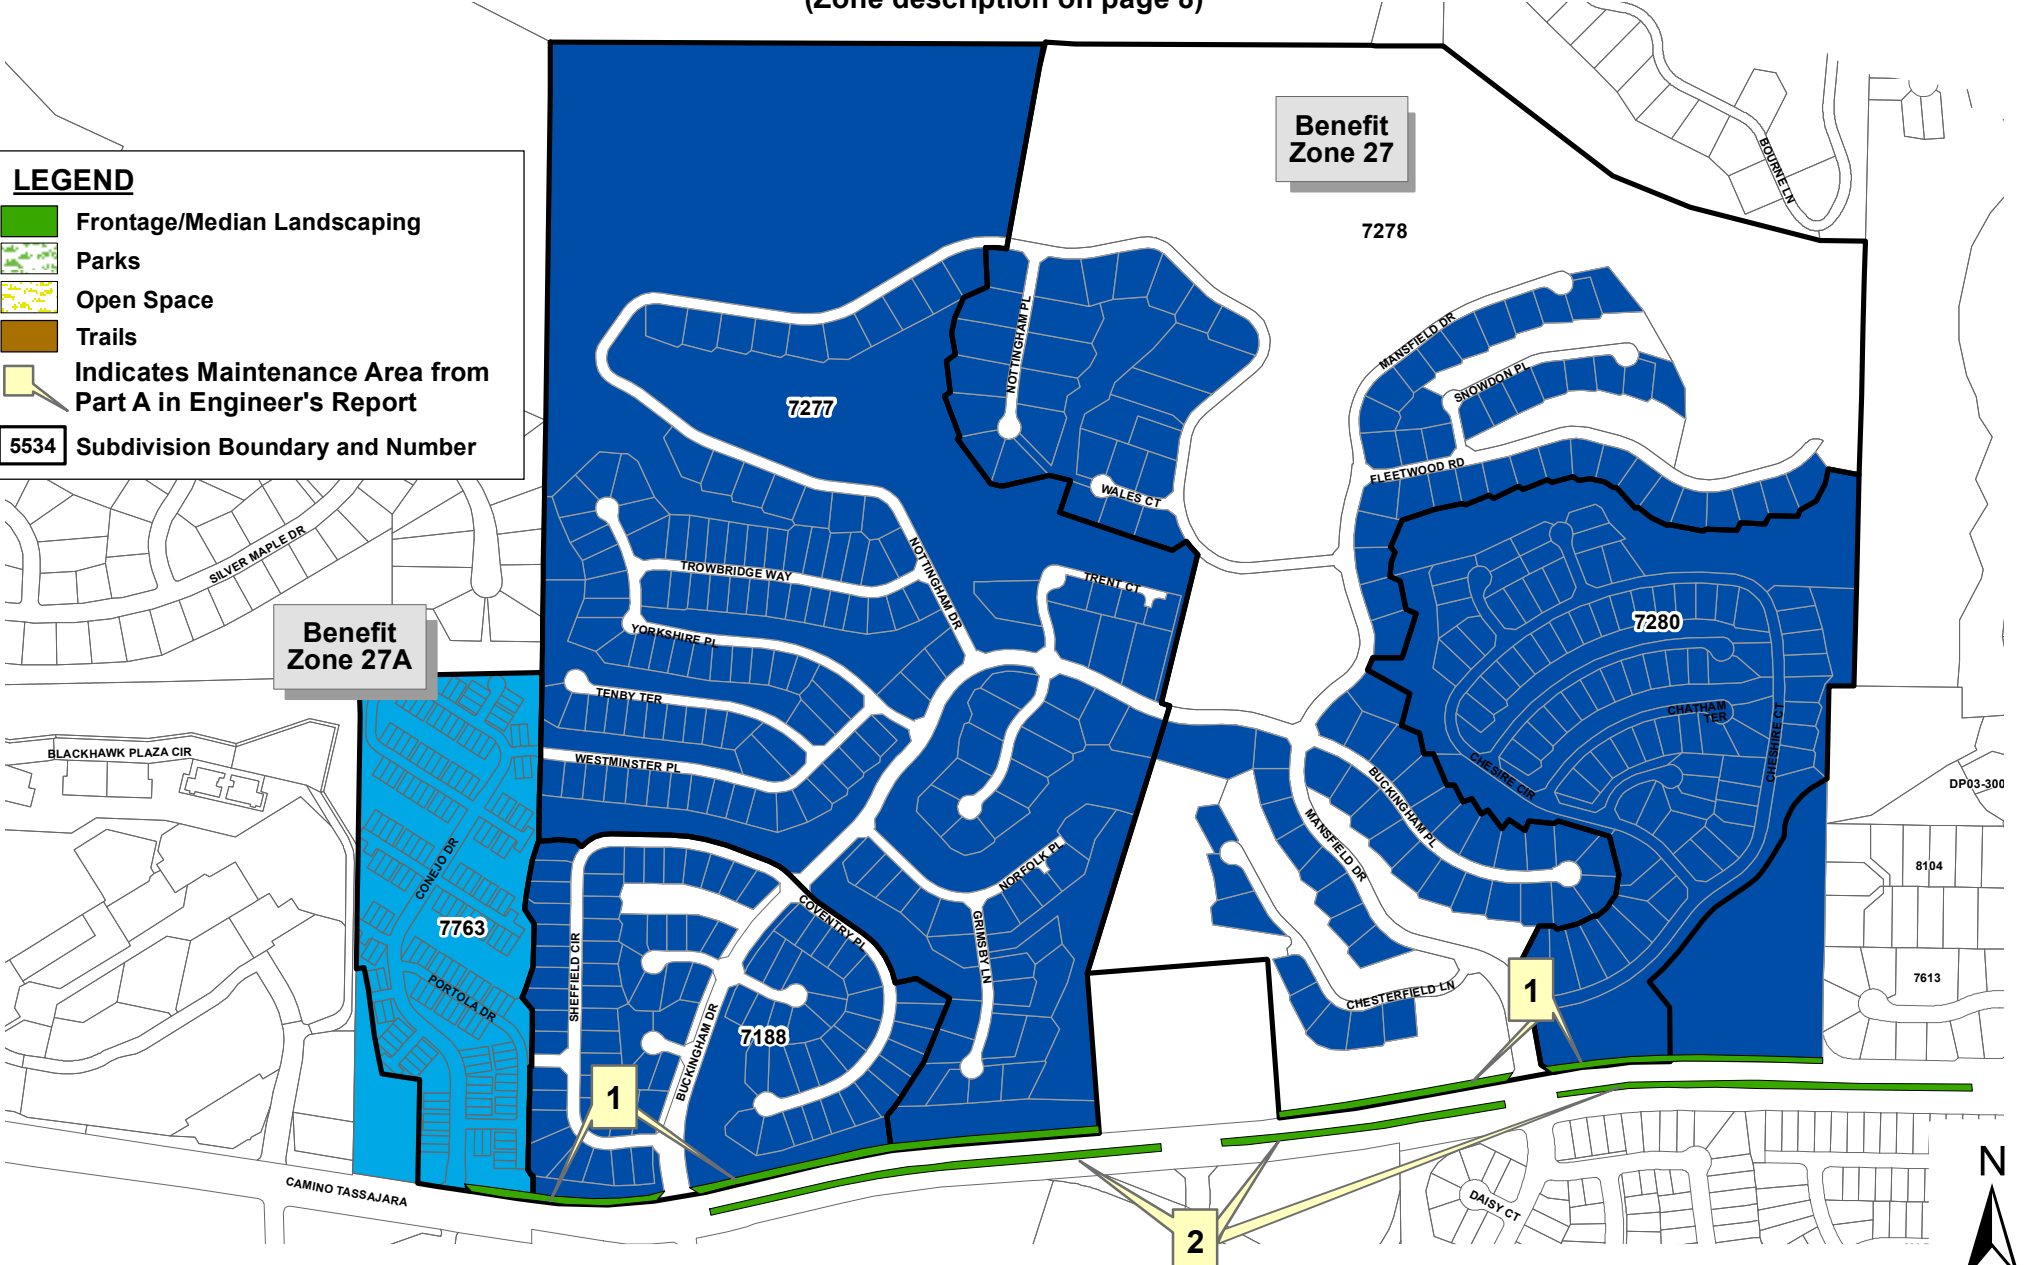 (Zone description on page 8)
Benefit
Zone 27
7278
BOURNE LN
LEGEND
Frontage/Median Landscaping
Parks
Open Space
Trails
Indicates Maintenance Area from
Part A in Engineer's Report
5534 Subdivision Boundary and Number
NOTTINGHAM PL
MANSFIELD DR
SNOWDON PL
7277
FLEETWOOD RD
WALES CT
SILVER MAPLE DR
TROWBRIDGE WAY
NOTTINGHAM DR
TRENT CT
7280
Benefit
Zone 27A
YORKSHIRE PL
TENBY TER
CHATHAM
TER
CHESHIRE CT
BLACKHAWK PLAZA CIR
WESTMINSTER PL
CHESIRE CIR
BUCKINGHAM PL
DP03-300
MANSFIELD DR
CONEJO DR
NORFOLK PL
8104
7763
COVENTRY PL
GRIMSBY LN
SHEFFIELD CIR
PORTOLA DR
CHESTERFIELD LN
1
7613
7188
BUCKINGHAM DR
1
CAMINO TASSAJARA
DAISY CT
2
N